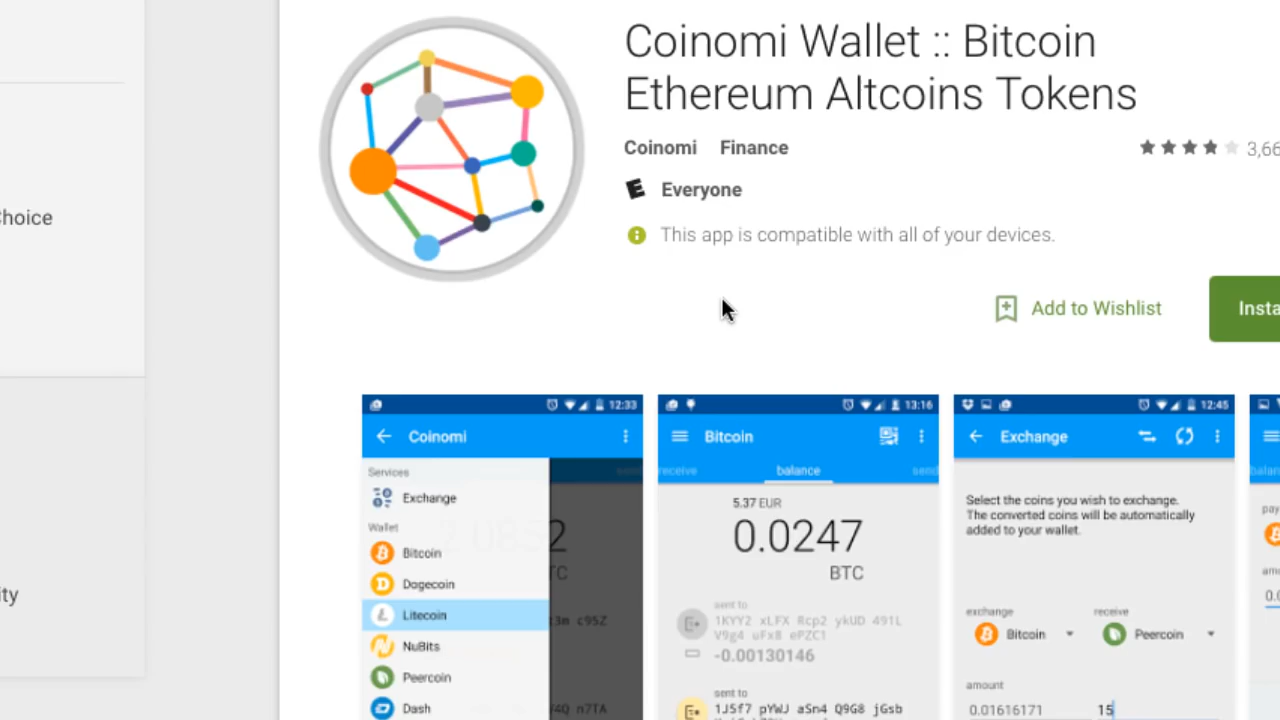 Coinomi Wallet :: Bitcoin
Ethereum Altcoins Tokens
Coinomi Finance
3,66
Everyone
This app is compatible with all of your devices.
Choice
Add to Wishlist
Insta
12:33
Coinomi
Services
Exchange
Wallet
Bitcoin
Dogecoin
Litecoin
NuBits
Peercoin
Dash
13:16
Bitcoin
receive balance send
5.37 EUR
0.0247
BTC
sent to
1KYY2 xLFX 8cp2 ykUD 491L
V9g4 uFx8 ePZC1
-0.00130146
sent to
1J5f7 pYWJ aSn4 Q9G8 jGsb
12:45
Exchange
Select the coins you wish to exchange.
The converted coins will be automatically
added to your wallet.
exchange receive
Bitcoin Peercoin
amount
0.01616171 15
pay
ity